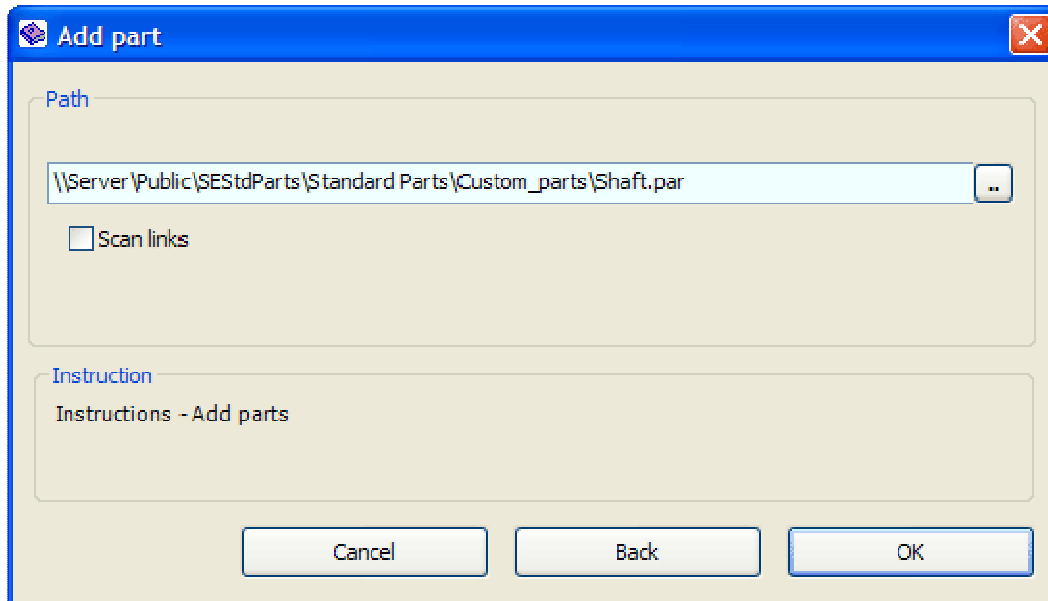 Add part
Path
\\Server\Public\SEStdParts\Standard Parts\Custom_parts\Shaft.par
..
Scan links
Instruction
Instructions - Add parts
Cancel Back OK